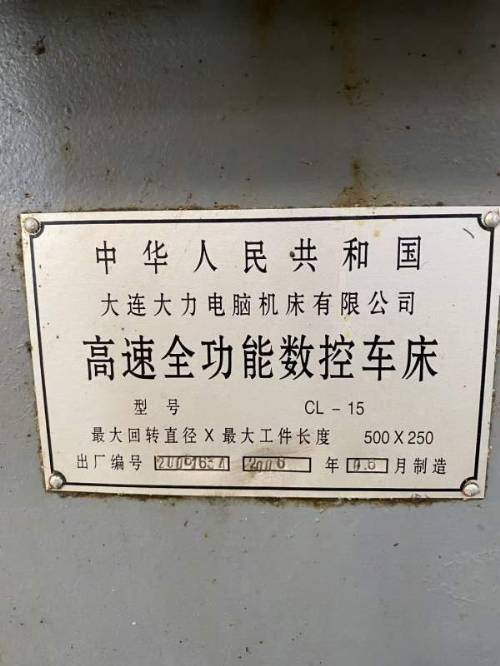 中华人民共和国
大连大力电脑机床有限公司
高速全功能数控车床
型号 CL-15
最大回转直径X最大工件长度 500X250
出厂编号 2006 年 0.6 月制造